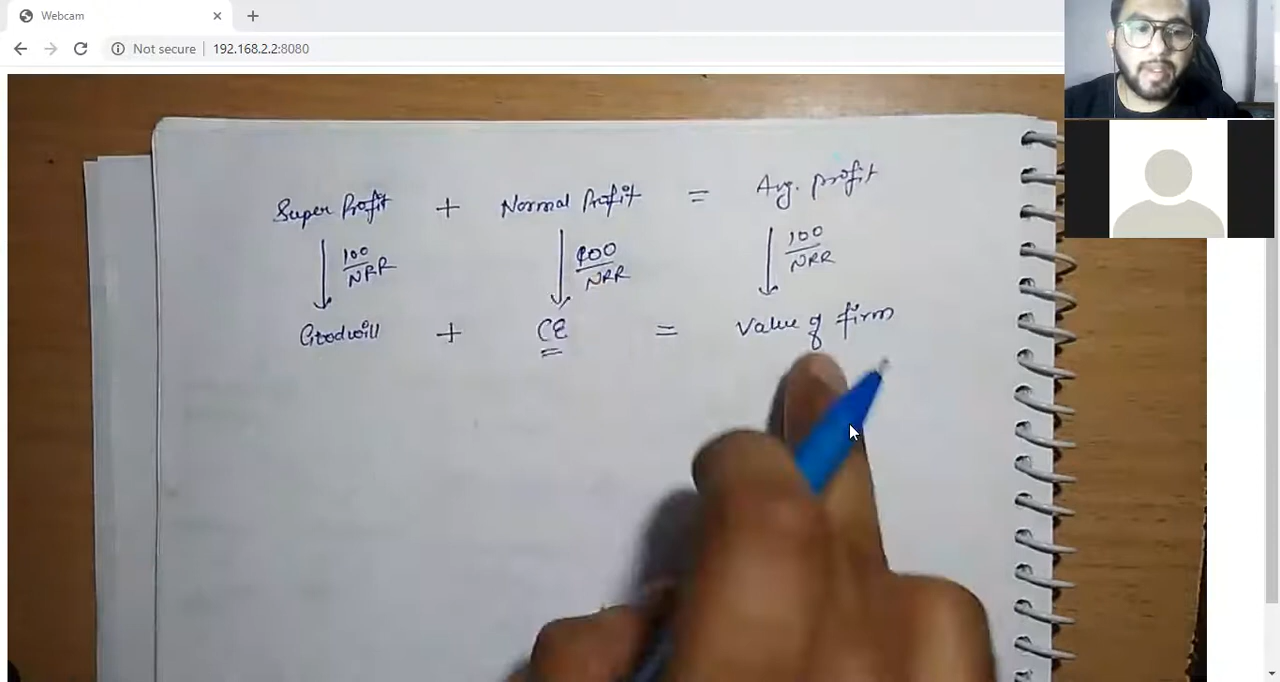 Webcam
Not secure 192.168.2.2:8080
Super Profit + Normal Profit = Avg. profit
100/NRR 100/NRR 100/NRR
Goodwill + CE = Value of firm